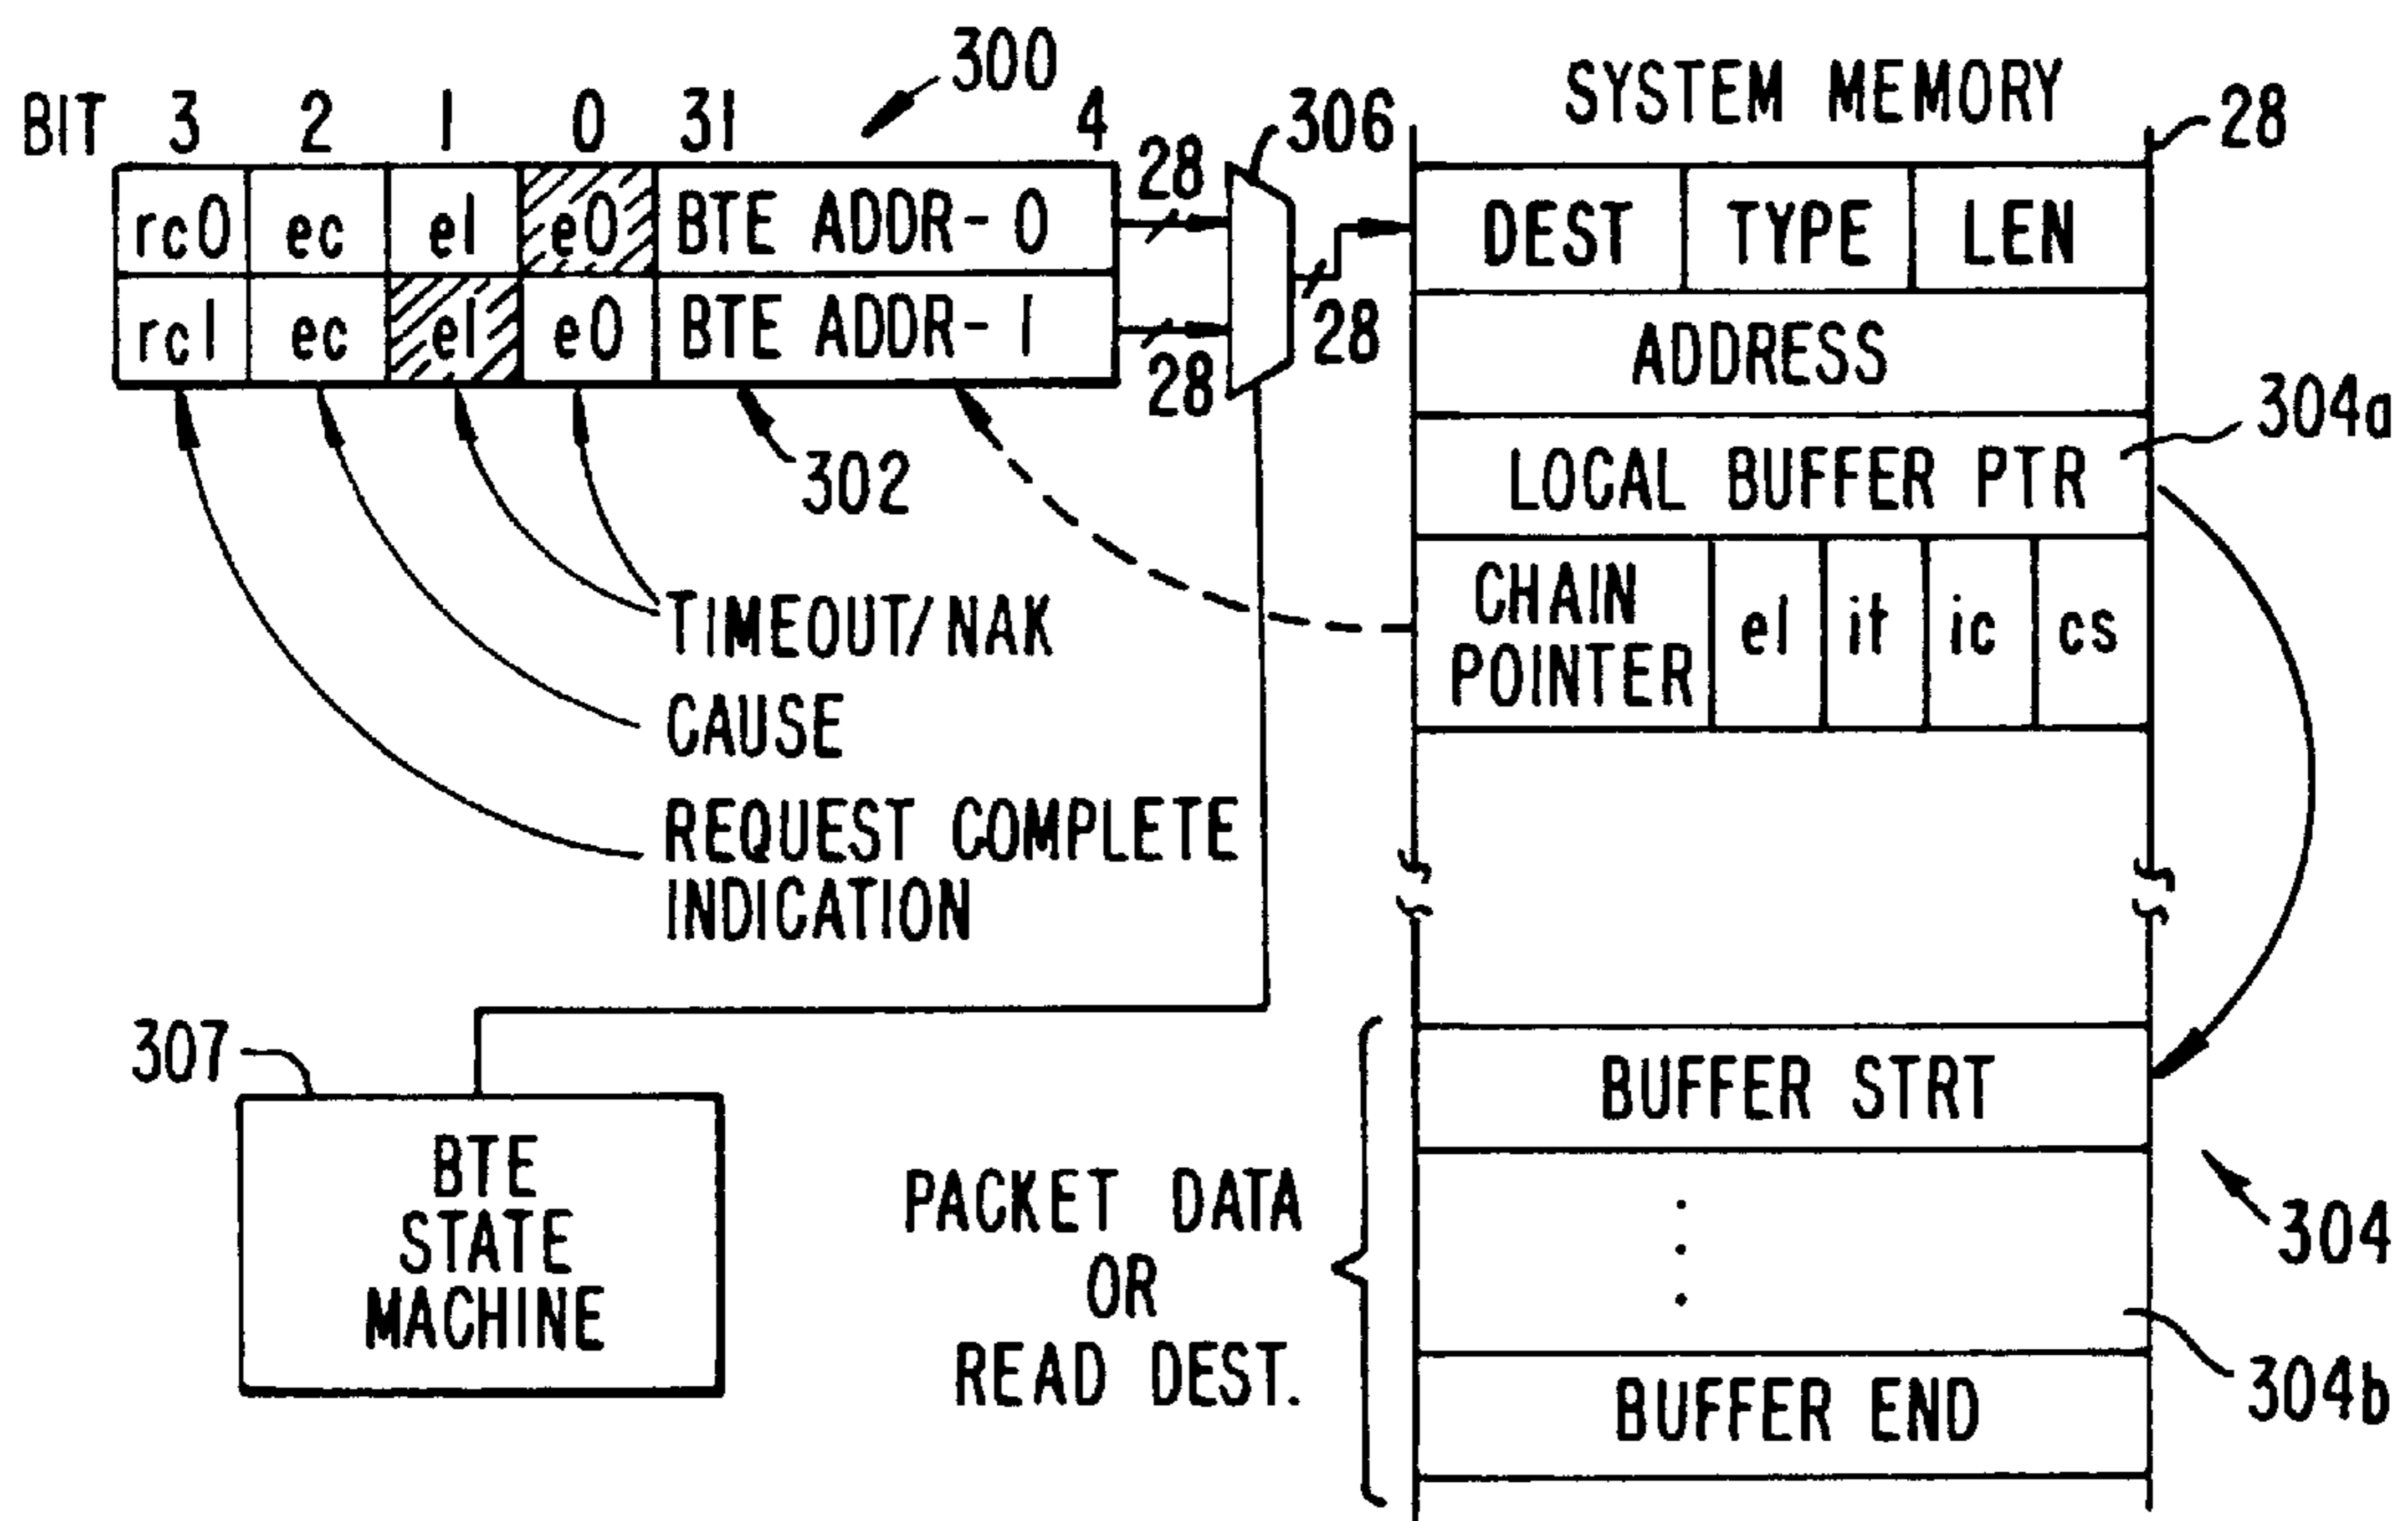 BIT 3 2 1 0 31 4
300
rc0 ec e1 e0 BTE ADDR-0
rc1 ec e1 e0 BTE ADDR-1
28
28
306
28
302
TIMEOUT/NAK
CAUSE
REQUEST COMPLETE
INDICATION
307
BTE
STATE
MACHINE
SYSTEM MEMORY
28
DEST TYPE LEN
ADDRESS
LOCAL BUFFER PTR
304a
CHAIN
POINTER
el it ic cs
BUFFER STRT
.
.
.
BUFFER END
304
304b
PACKET DATA
OR
READ DEST.